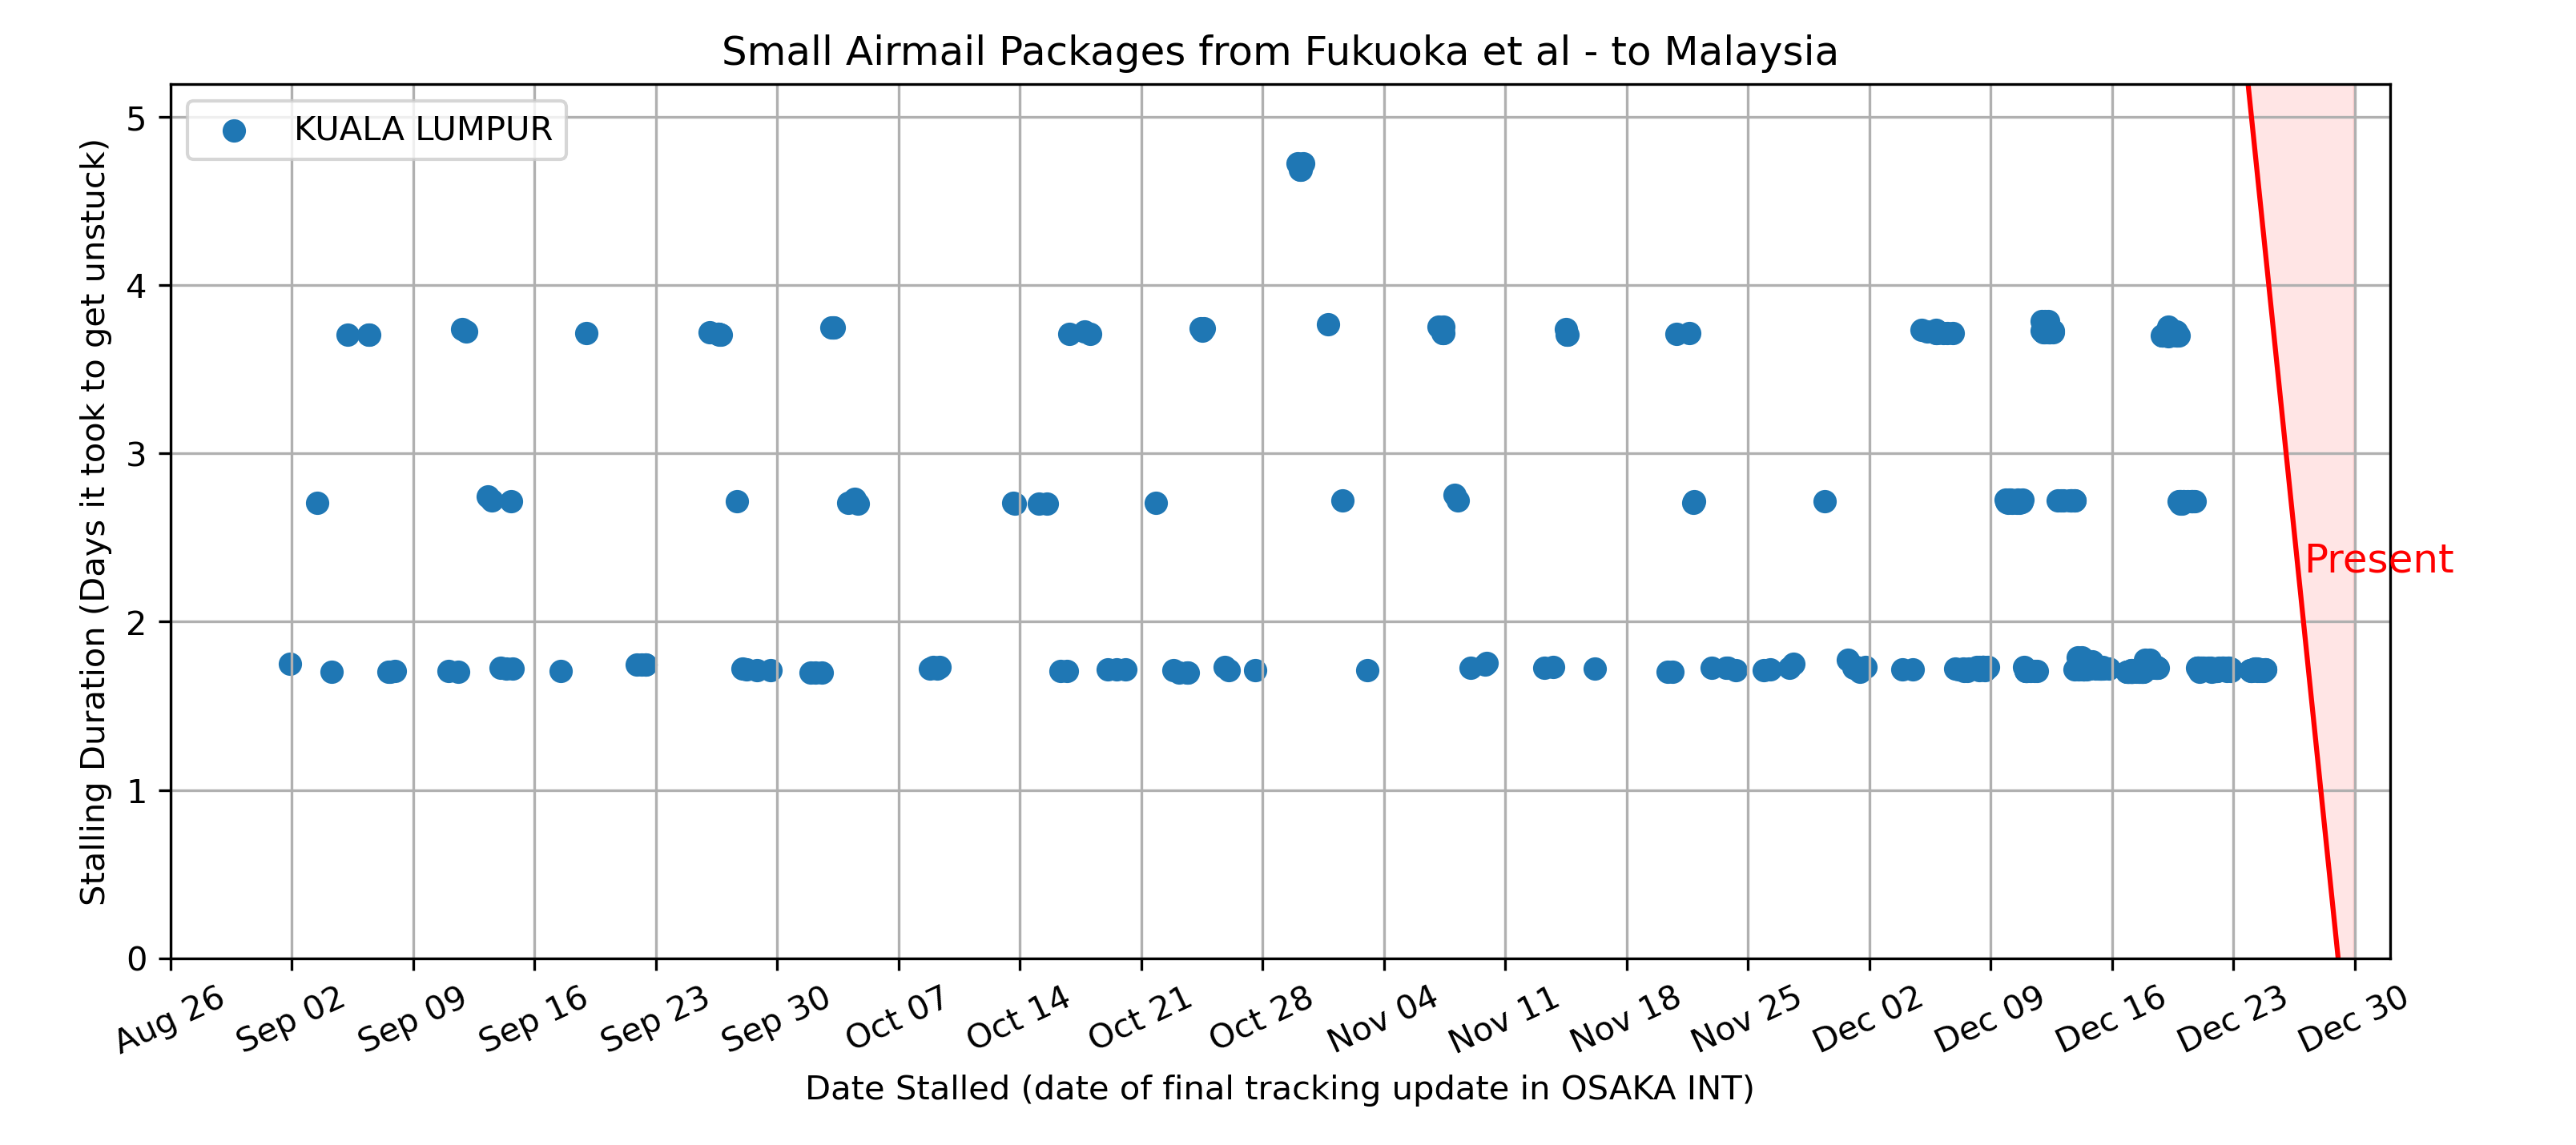 Small Airmail Packages from Fukuoka et al - to Malaysia
KUALA LUMPUR
Stalling Duration (Days it took to get unstuck)
5
4
3
2
1
0
Present
Aug 26
Sep 02
Sep 09
Sep 16
Sep 23
Sep 30
Oct 07
Oct 14
Oct 21
Oct 28
Nov 04
Nov 11
Nov 18
Nov 25
Dec 02
Dec 09
Dec 16
Dec 23
Dec 30
Date Stalled (date of final tracking update in OSAKA INT)